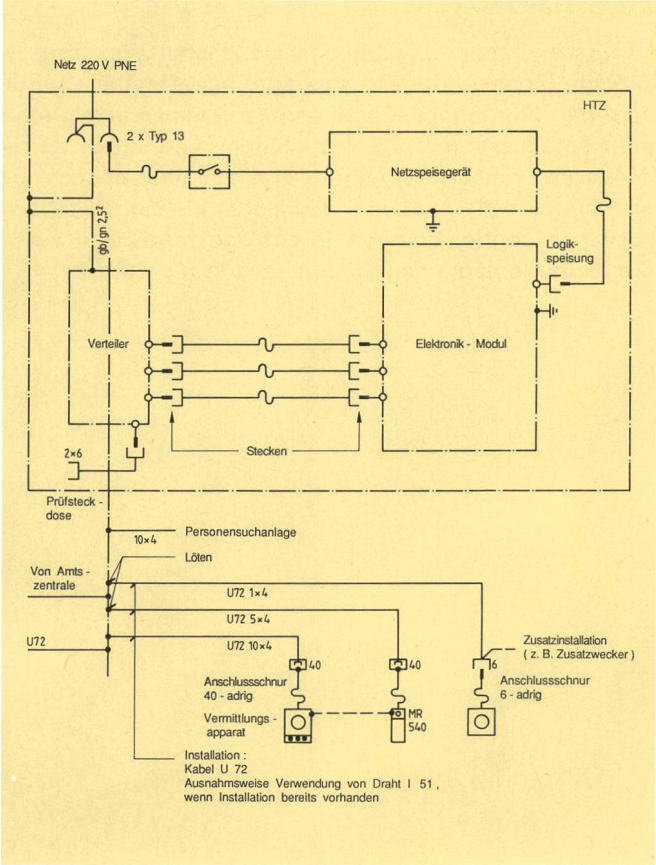 Netz 220 V PNE
HTZ
2 x Typ 13
Netzspeisegerät
gb/gn 2,5²
Logik-
speisung
Verteiler
Elektronik - Modul
Stecken
2×6
Prüfsteck -
dose
10×4
Personensuchanlage
Löten
Von Amts -
zentrale
U72 1×4
U72 5×4
U72
U72 10×4
Zusatzinstallation
( z. B. Zusatzwecker )
40
40
6
Anschlussschnur
40 - adrig
Anschlussschnur
6 - adrig
Vermittlungs -
apparat
MR
540
Installation :
Kabel U 72
Ausnahmsweise Verwendung von Draht I 51 ,
wenn Installation bereits vorhanden